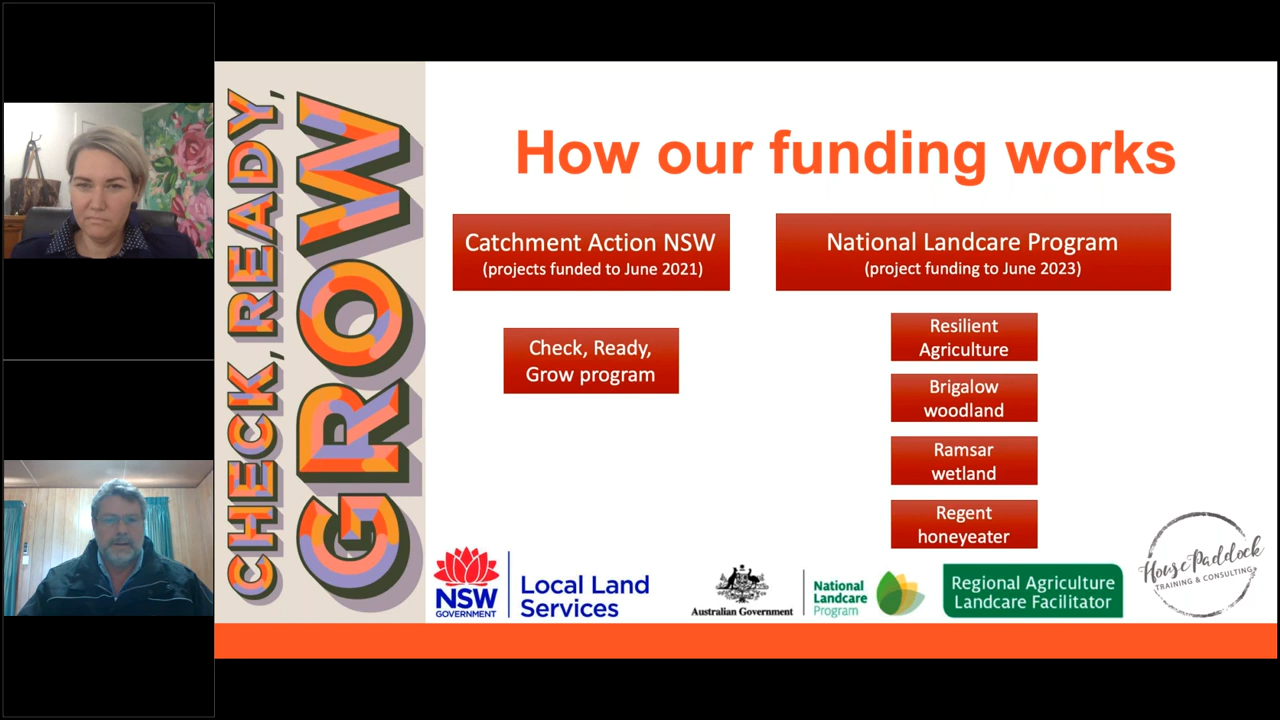 CHECK, READY,
GROW
How our funding works
Catchment Action NSW
(projects funded to June 2021)
Check, Ready,
Grow program
National Landcare Program
(project funding to June 2023)
Resilient
Agriculture
Brigalow
woodland
Ramsar
wetland
Regent
honeyeater
NSW
GOVERNMENT
Local Land
Services
Australian Government
National
Landcare
Program
Regional Agriculture
Landcare Facilitator
House Paddock
TRAINING & CONSULTING